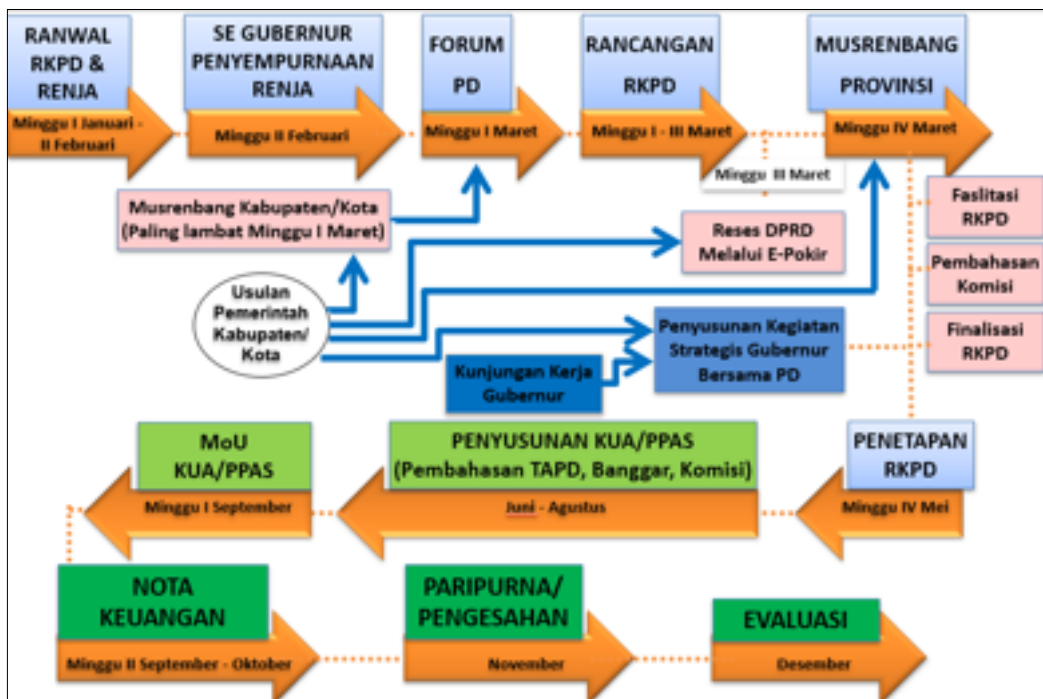 RANWAL
RKPD &
RENJA
Minggu I Januari -
II Februari
SE GUBERNUR
PENYEMPURNAAN
RENJA
Minggu II Februari
FORUM
PD
Minggu I Maret
RANCANGAN
RKPD
Minggu I - III Maret
MUSRENBANG
PROVINSI
Minggu IV Maret
Minggu III Maret
Musrenbang Kabupaten/Kota
(Paling lambat Minggu I Maret)
Reses DPRD
Melalui E-Pokir
Faslitasi
RKPD
Pembahasan
Komisi
Finalisasi
RKPD
Usulan
Pemerintah
Kabupaten/
Kota
Kunjungan Kerja
Gubernur
Penyusunan Kegiatan
Strategis Gubernur
Bersama PD
MoU
KUA/PPAS
Minggu I September
PENYUSUNAN KUA/PPAS
(Pembahasan TAPD, Banggar, Komisi)
Juni - Agustus
PENETAPAN
RKPD
Minggu IV Mei
NOTA
KEUANGAN
Minggu II September - Oktober
PARIPURNA/
PENGESAHAN
November
EVALUASI
Desember